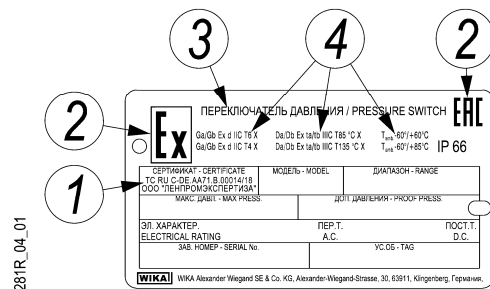 3 4 2
ПЕРЕКЛЮЧАТЕЛЬ ДАВЛЕНИЯ / PRESSURE SWITCH EAC
2 Ex
Ga/Gb Ex d IIC T6 X Da/Db Ex ta/tb IIIC T85 °C X Tamb -60°/+60°C
Ga/Gb Ex d IIC T4 X Da/Db Ex ta/tb IIIC T135 °C X Tamb -60°/+85°C IP 66
1
СЕРТИФИКАТ - CERTIFICATE МОДЕЛЬ - MODEL ДИАПАЗОН - RANGE
TC RU C-DE.AA71.B.00014/18
ООО "ЛЕНПРОМЭКСПЕРТИЗА"
МАКС. ДАВЛ. - MAX PRESS. ДОП. ДАВЛЕНИЯ - PROOF PRESS.
ЭЛ. ХАРАКТЕР. ПЕР.Т. ПОСТ.Т.
ELECTRICAL RATING A.C. D.C.
ЗАВ. НОМЕР - SERIAL No. УС.ОБ - TAG
WIKA WIKA Alexander Wiegand SE & Co. KG, Alexander-Wiegand-Strasse, 30, 63911, Klingenberg, Германия,
281R_04_01